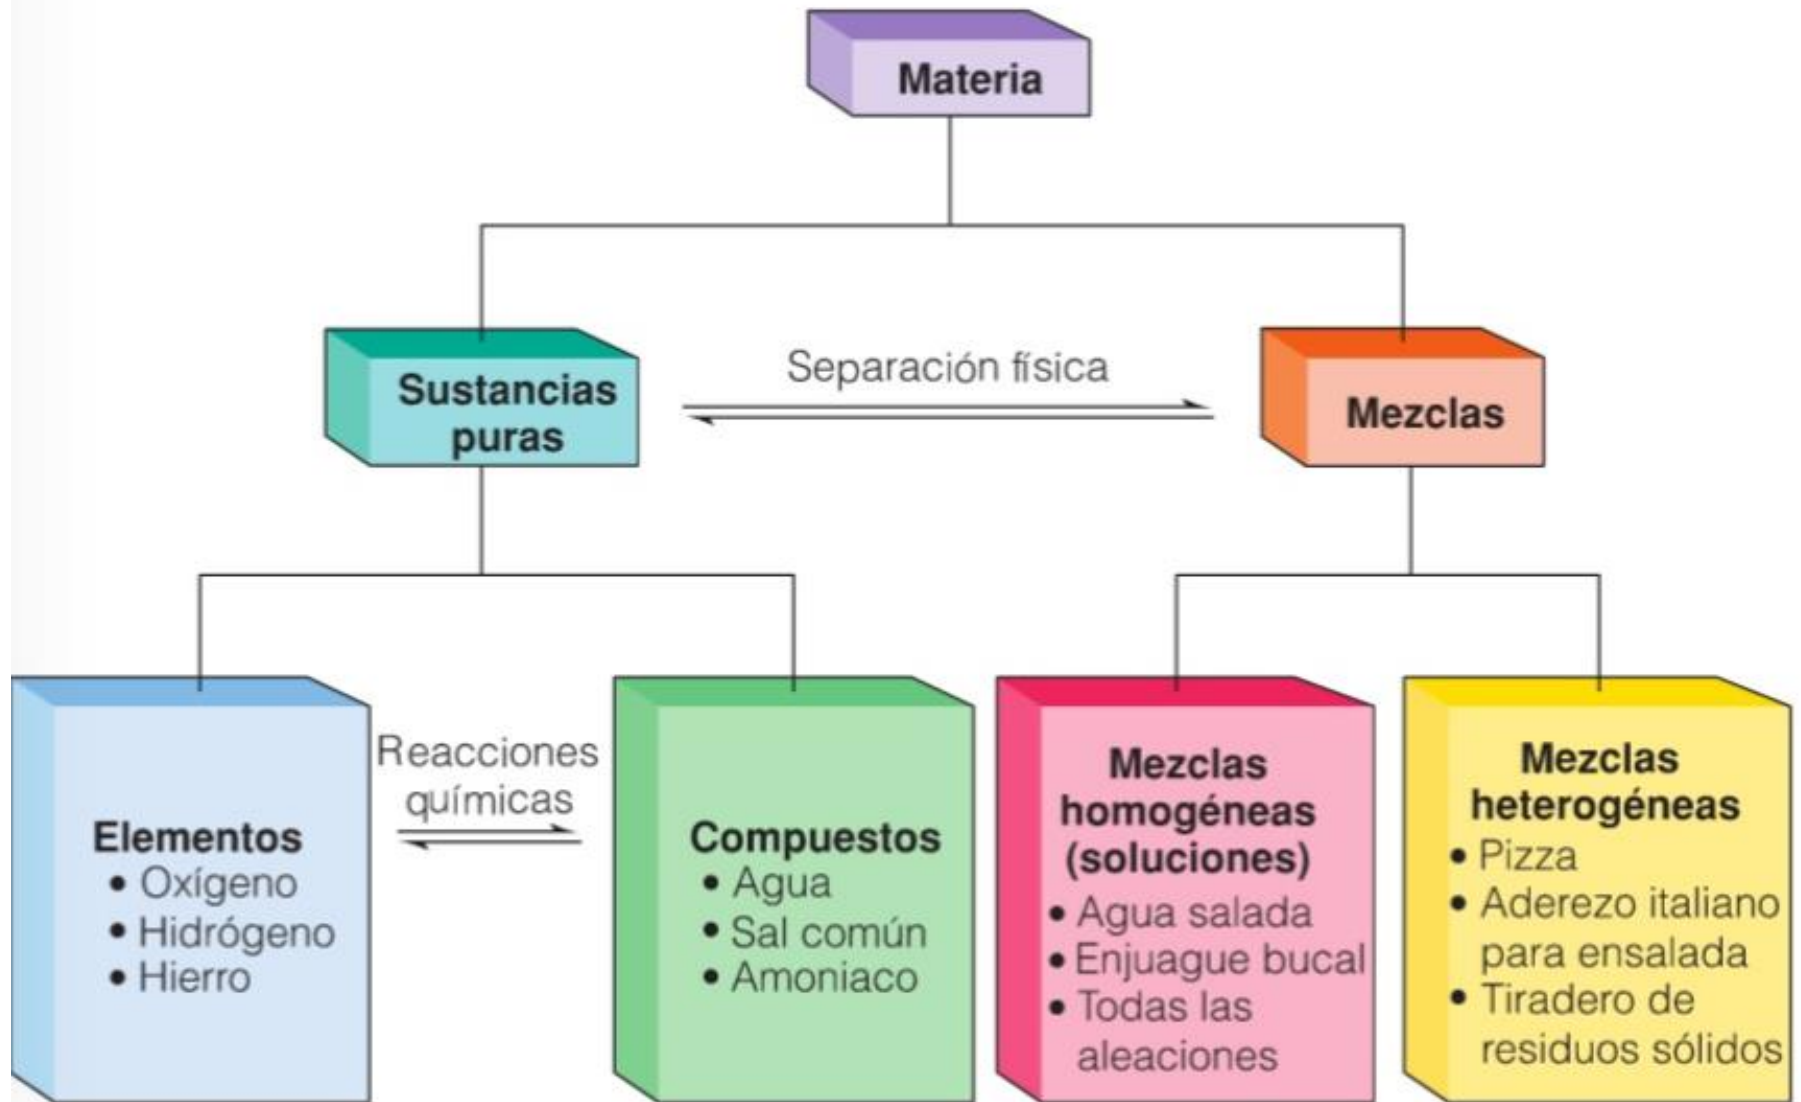 Materia
Sustancias
puras
Separación física
Mezclas
Elementos
• Oxígeno
• Hidrógeno
• Hierro
Reacciones
químicas
Compuestos
• Agua
• Sal común
• Amoniaco
Mezclas
homogéneas
(soluciones)
• Agua salada
• Enjuague bucal
• Todas las
aleaciones
Mezclas
heterogéneas
• Pizza
• Aderezo italiano
para ensalada
• Tiradero de
residuos sólidos